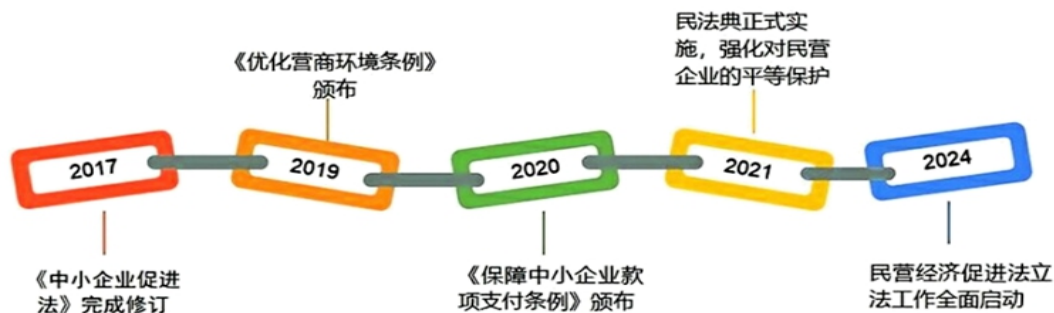 2017
《中小企业促进
法》完成修订
《优化营商环境条例》
颁布
2019
2020
《保障中小企业款
项支付条例》颁布
民法典正式实
施，强化对民营
企业的平等保护
2021
2024
民营经济促进法立
法工作全面启动